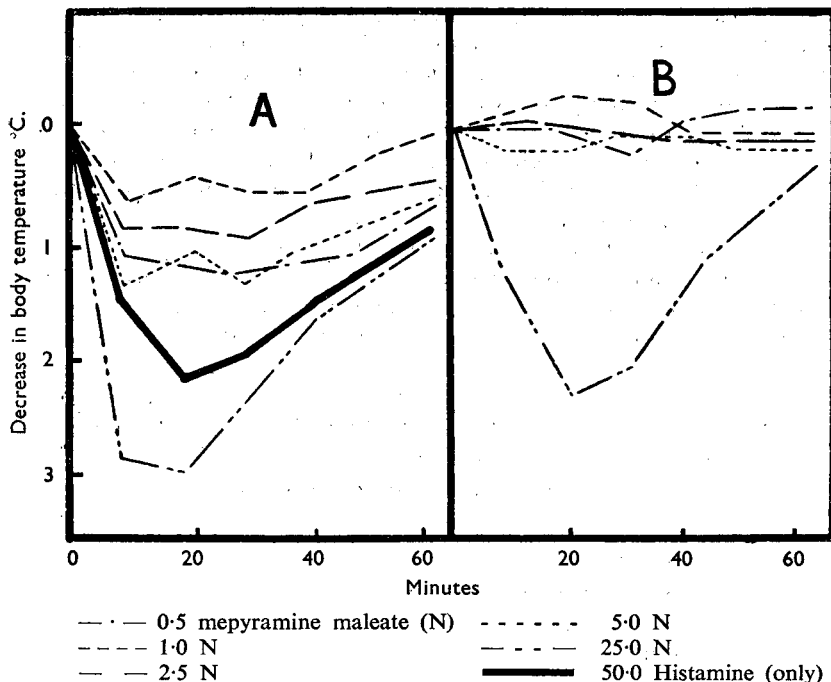 A
B
Decrease in body temperature °C.
.0
1
2
3
0
20
40
60
20
40
60
Minutes
0·5 mepyramine maleate (N)
1·0 N
2·5 N
5·0 N
25·0 N
50·0 Histamine (only)